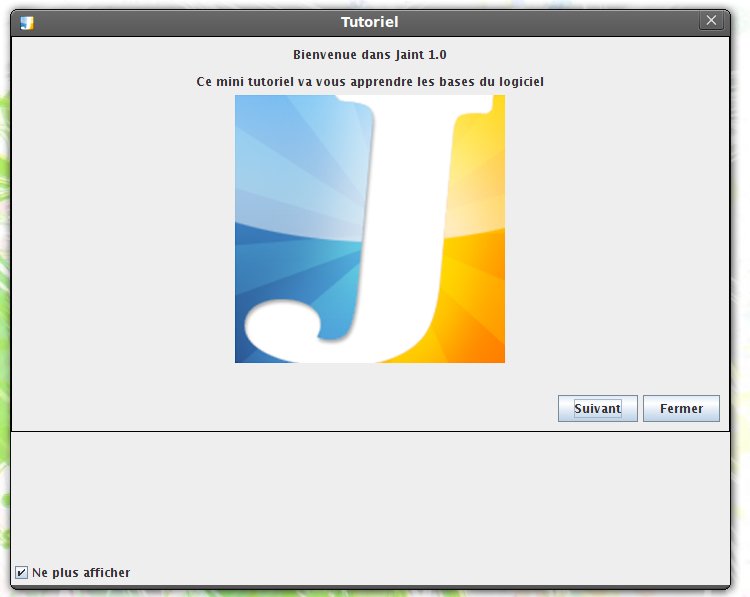 Tutoriel
Bienvenue dans Jaint 1.0
Ce mini tutoriel va vous apprendre les bases du logiciel
J
Suivant Fermer
Ne plus afficher